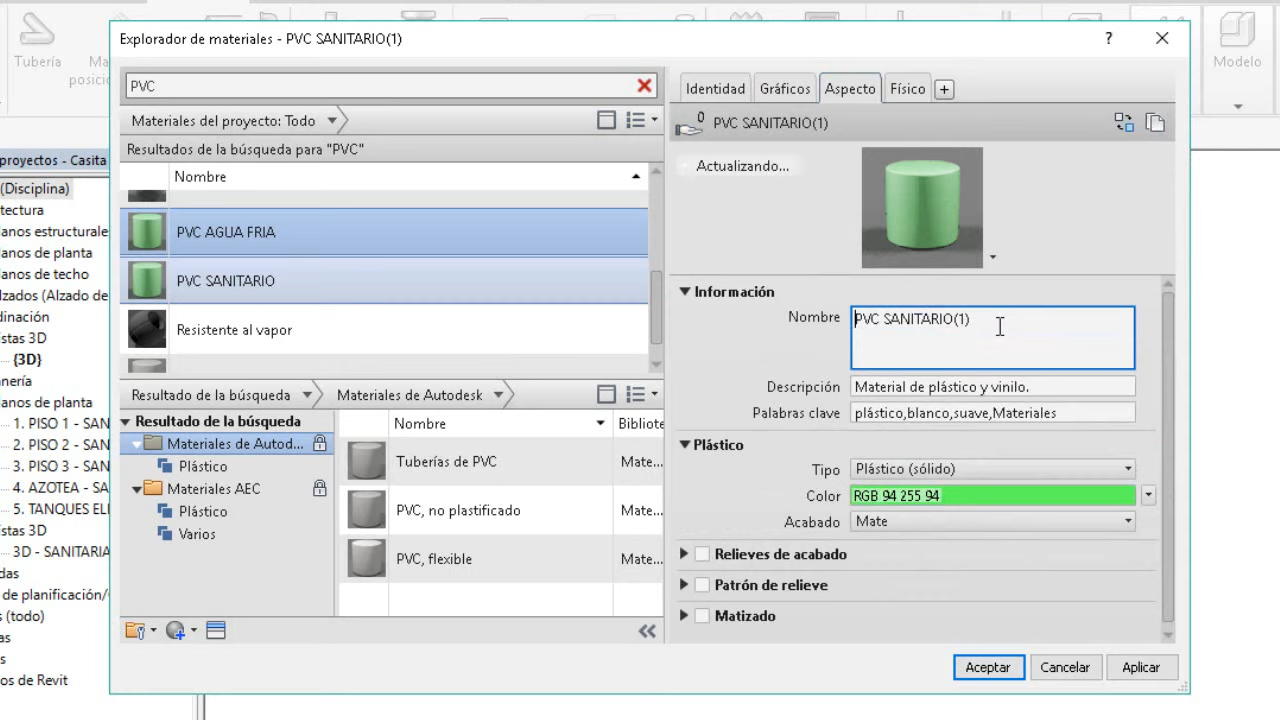 Tubería
Ma
posicio
Modelo
Explorador de materiales - PVC SANITARIO(1)
?
PVC
Materiales del proyecto: Todo
Resultados de la búsqueda para "PVC"
Nombre
PVC AGUA FRIA
PVC SANITARIO
Resistente al vapor
Resultado de la búsqueda
Materiales de Autodesk
Resultado de la búsqueda
Materiales de Autod...
Plástico
Materiales AEC
Plástico
Varios
Nombre
Bibliote
Tuberías de PVC
Mate...
PVC, no plastificado
Mate...
PVC, flexible
Mate...
Identidad
Gráficos
Aspecto
Físico
+
0
PVC SANITARIO(1)
Actualizando...
Información
Nombre
PVC SANITARIO(1)
Descripción
Material de plástico y vinilo.
Palabras clave
plástico,blanco,suave,Materiales
Plástico
Tipo
Plástico (sólido)
Color
RGB 94 255 94
Acabado
Mate
Relieves de acabado
Patrón de relieve
Matizado
Aceptar
Cancelar
Aplicar
proyectos - Casita
(Disciplina)
tectura
anos estructurale
anos de planta
anos de techo
lzados (Alzado de
dinación
istas 3D
{3D}
nería
anos de planta
1. PISO 1 - SAN
2. PISO 2 - SAN
3. PISO 3 - SAN
4. AZOTEA - SA
5. TANQUES EL
istas 3D
3D - SANITARIA
das
de planificación/
s (todo)
as
s
os de Revit